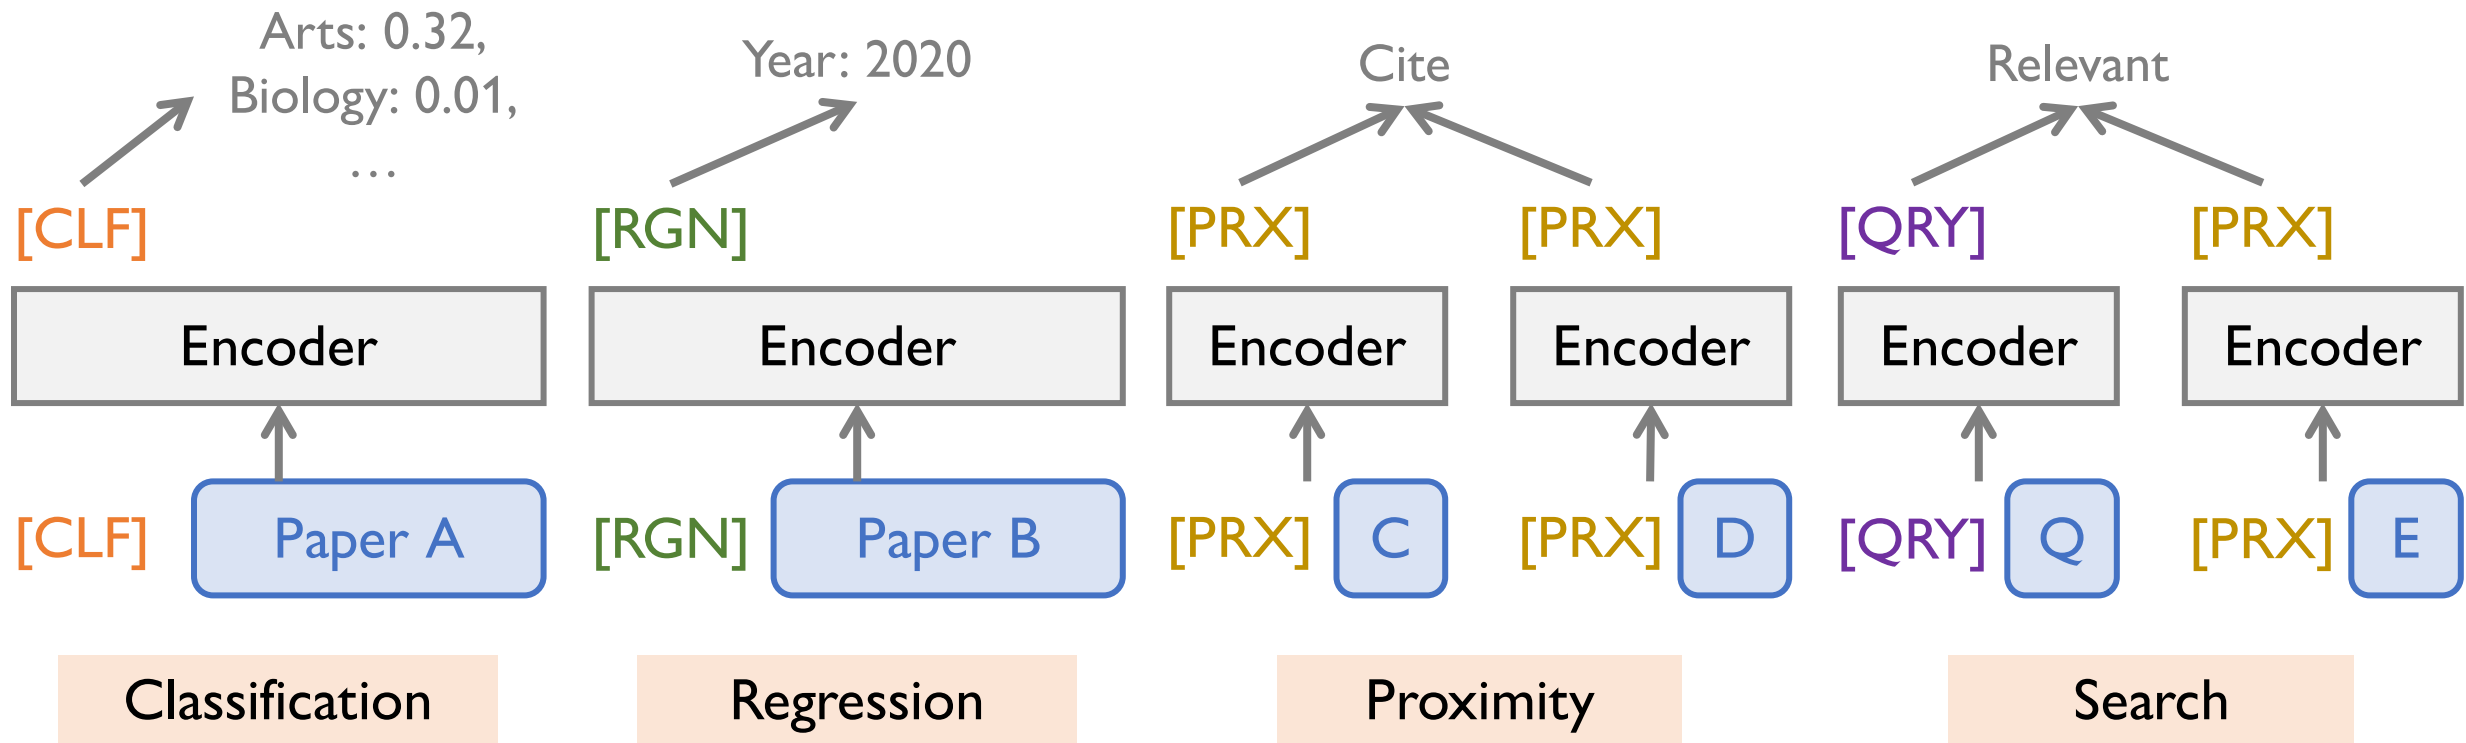 Arts: 0.32,
Biology: 0.01,
...
Year: 2020
Cite
Relevant
[CLF]
[RGN]
[PRX]
[PRX]
[QRY]
[PRX]
Encoder
Encoder
Encoder
Encoder
Encoder
Encoder
[CLF] Paper A
[RGN] Paper B
[PRX] C
[PRX] D
[QRY] Q
[PRX] E
Classification
Regression
Proximity
Search